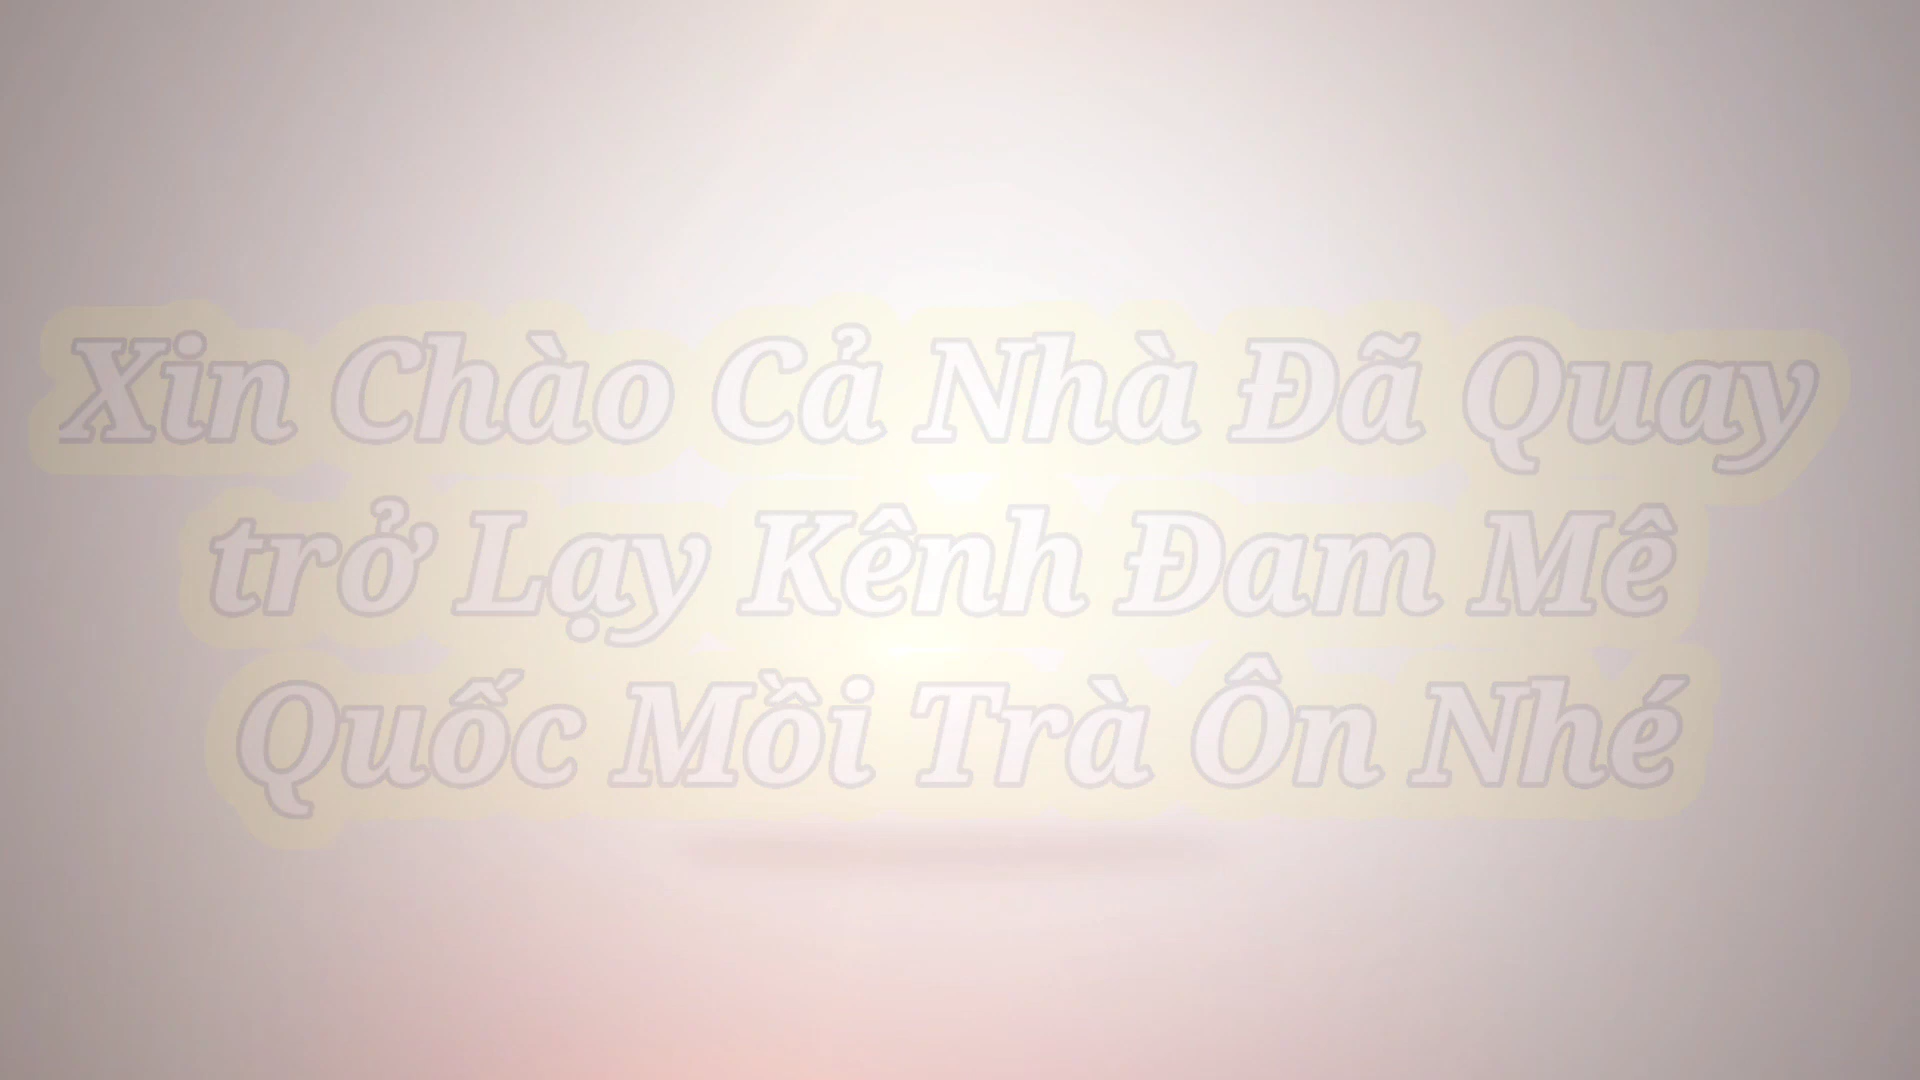 Xin Chào Cả Nhà Đã Quay
trở Lạy Kênh Đam Mê
Quốc Mồi Trà Ôn Nhé